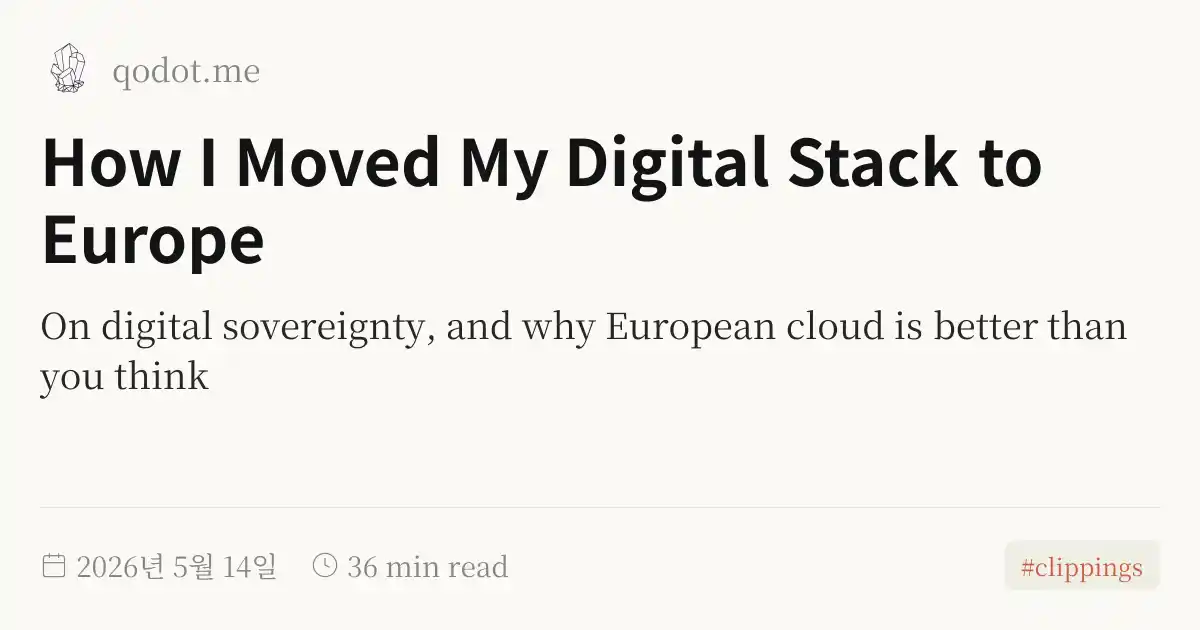 qodot.me
How I Moved My Digital Stack to
Europe
On digital sovereignty, and why European cloud is better than
you think
2026년 5월 14일
36 min read
#clippings